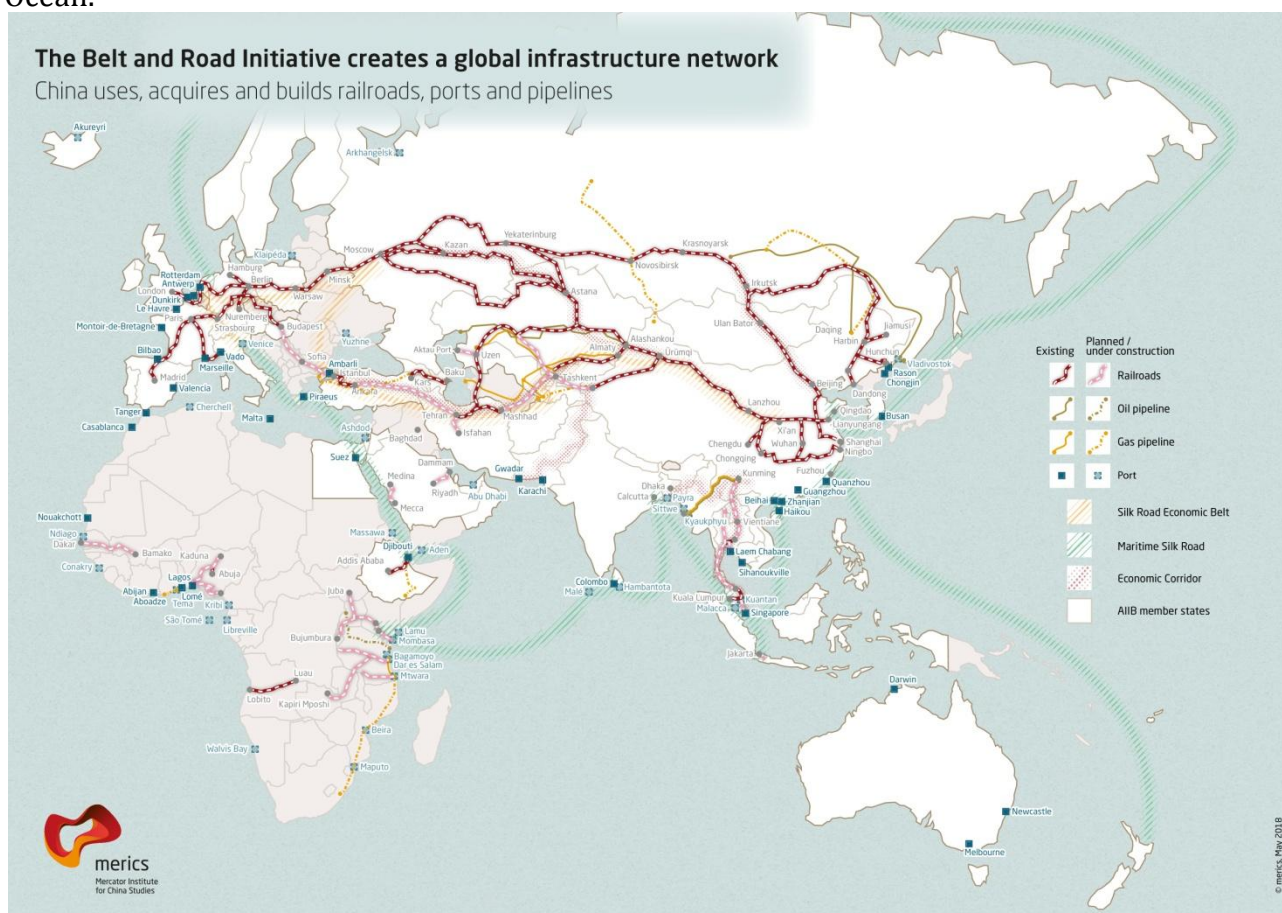 Ocean.
The Belt and Road Initiative creates a global infrastructure network
China uses, acquires and builds railroads, ports and pipelines
Akureyri
Arkhangelsk
Klaipėda
Moscow
Kazan
Yekaterinburg
Novosibirsk
Krasnoyarsk
Irkutsk
Rotterdam
Antwerp
London
Dunkirk
Le Havre
Hamburg
Berlin
Warsaw
Minsk
Astana
Ulan Bator
Daqing
Jiamusi
Harbin
Hunchun
Vladivostok
Montoir-de-Bretagne
Paris
Strasbourg
Nuremberg
Budapest
Venice
Yuzhne
Aktau Port
Uzen
Almaty
Alashankou
Ürümqi
Rason
Chongjin
Bilbao
Madrid
Marseille
Vado
Valencia
Sofia
Ambarli
Istanbul
Ankara
Kars
Baku
Tashkent
Beijing
Dandong
Busan
Tanger
Casablanca
Cherchell
Malta
Piraeus
Tehran
Mashhad
Isfahan
Lanzhou
Xi'an
Qingdao
Lianyungang
Ashdod
Suez
Baghdad
Chengdu
Wuhan
Chongqing
Shanghai
Ningbo
Medina
Mecca
Dammam
Riyadh
Abu Dhabi
Gwadar
Karachi
Dhaka
Calcutta
Payra
Sittwe
Kyaukphyu
Kunming
Fuzhou
Quanzhou
Guangzhou
Beihai
Zhanjian
Haikou
Vientiane
Nouakchott
Ndiago
Dakar
Bamako
Conakry
Kaduna
Abuja
Massawa
Djibouti
Aden
Addis Ababa
Laem Chabang
Sihanoukville
Abijan
Aboadze
Lagos
Lomé
Tema
Kribi
São Tomé
Libreville
Juba
Colombo
Malé
Hambantota
Kuala Lumpur
Malacca
Kuantan
Singapore
Bujumbura
Lamu
Mombasa
Bagamoyo
Dar es Salam
Mtwara
Jakarta
Lobito
Luau
Kapiri Mposhi
Walvis Bay
Beira
Maputo
Darwin
Newcastle
Melbourne
Existing
Planned /
under construction
Railroads
Oil pipeline
Gas pipeline
Port
Silk Road Economic Belt
Maritime Silk Road
Economic Corridor
AIIB member states
merics
Mercator Institute
for China Studies
© merics, May 2018